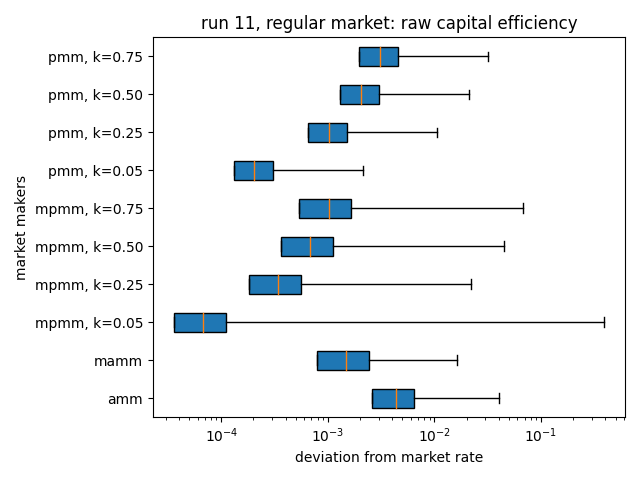 run 11, regular market: raw capital efficiency
market makers
pmm, k=0.75
pmm, k=0.50
pmm, k=0.25
pmm, k=0.05
mpmm, k=0.75
mpmm, k=0.50
mpmm, k=0.25
mpmm, k=0.05
mamm
amm
10⁻⁴ 10⁻³ 10⁻² 10⁻¹
deviation from market rate